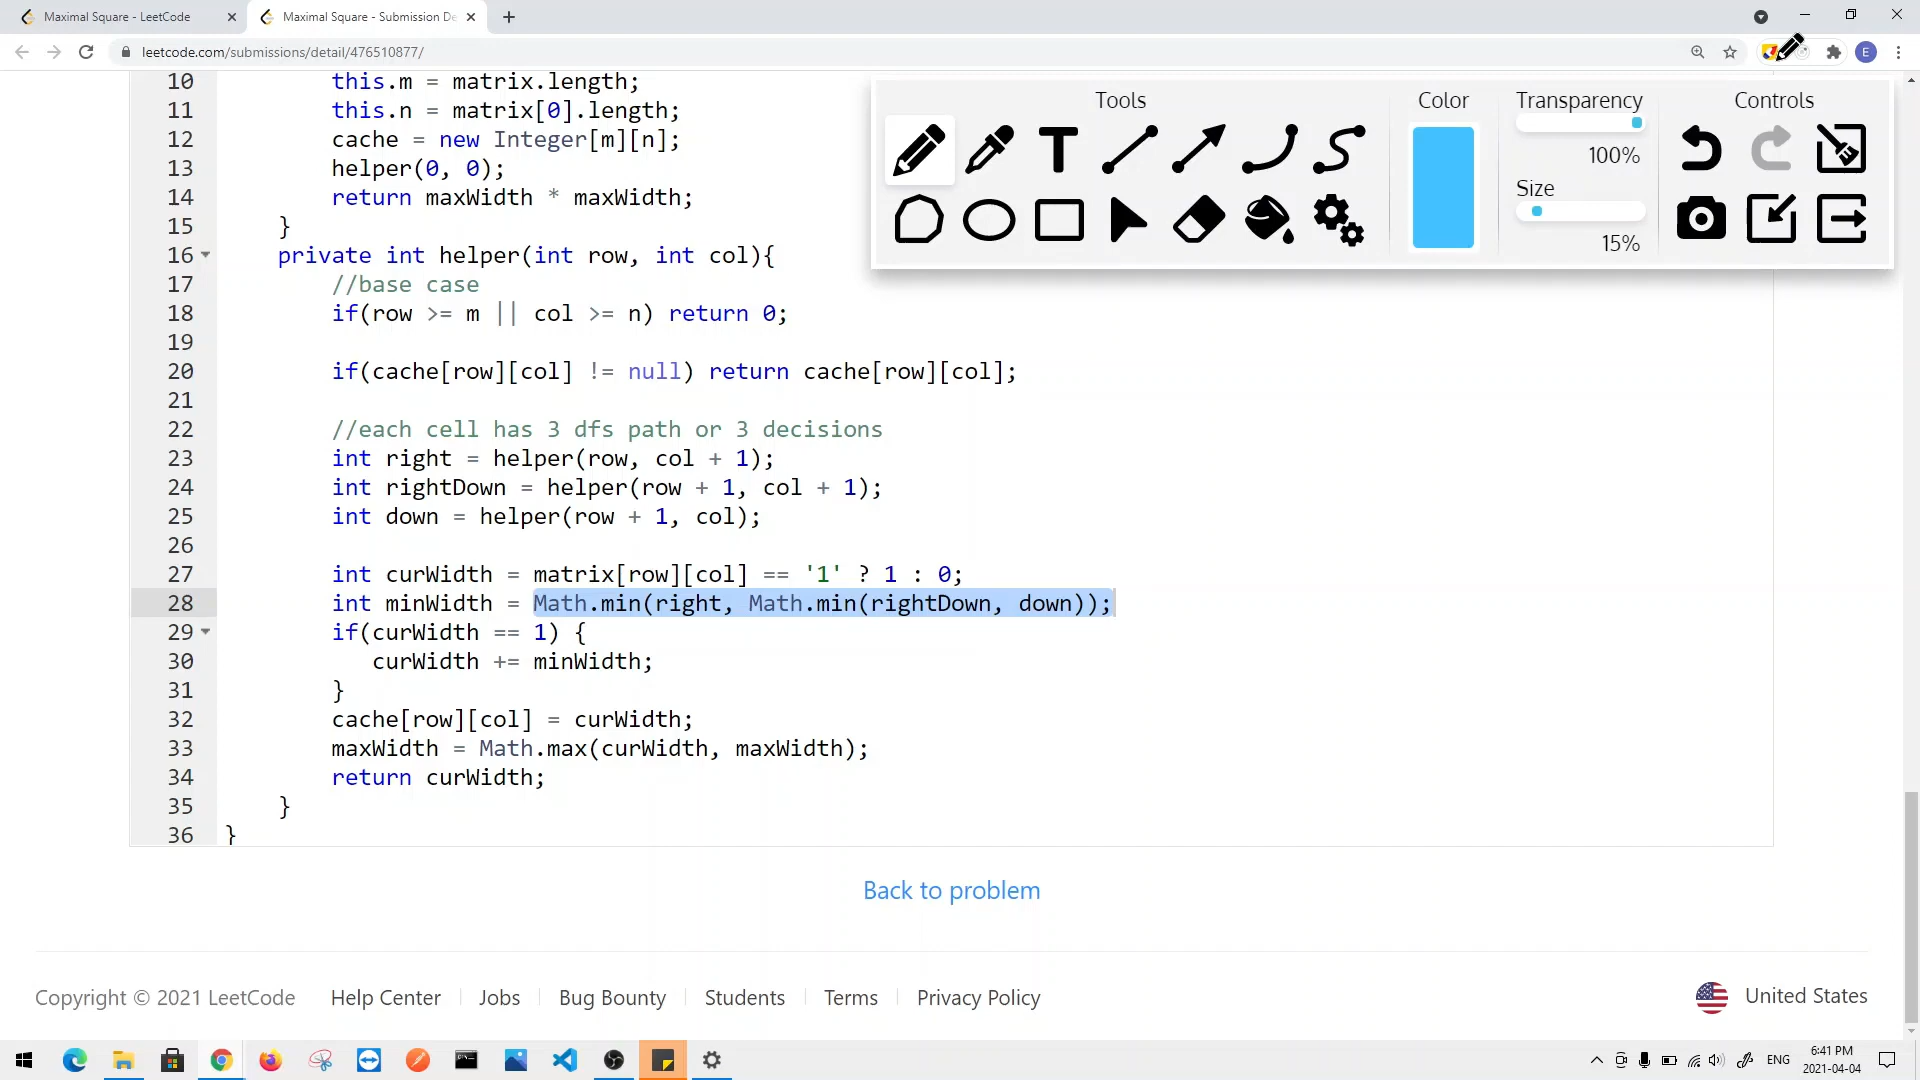 Maximal Square - LeetCode
Maximal Square - Submission De
leetcode.com/submissions/detail/476510877/
E
Tools
Color
Transparency
Controls
100%
Size
15%
T
10 this.m = matrix.length;
11 this.n = matrix[0].length;
12 cache = new Integer[m][n];
13 helper(0, 0);
14 return maxWidth * maxWidth;
15 }
16 private int helper(int row, int col){
17 //base case
18 if(row >= m || col >= n) return 0;
19
20 if(cache[row][col] != null) return cache[row][col];
21
22 //each cell has 3 dfs path or 3 decisions
23 int right = helper(row, col + 1);
24 int rightDown = helper(row + 1, col + 1);
25 int down = helper(row + 1, col);
26
27 int curWidth = matrix[row][col] == '1' ? 1 : 0;
28 int minWidth = Math.min(right, Math.min(rightDown, down));
29 if(curWidth == 1) {
30 curWidth += minWidth;
31 }
32 cache[row][col] = curWidth;
33 maxWidth = Math.max(curWidth, maxWidth);
34 return curWidth;
35 }
36 }
Back to problem
Copyright © 2021 LeetCode
Help Center
Jobs
Bug Bounty
Students
Terms
Privacy Policy
United States
ENG
6:41 PM
2021-04-04